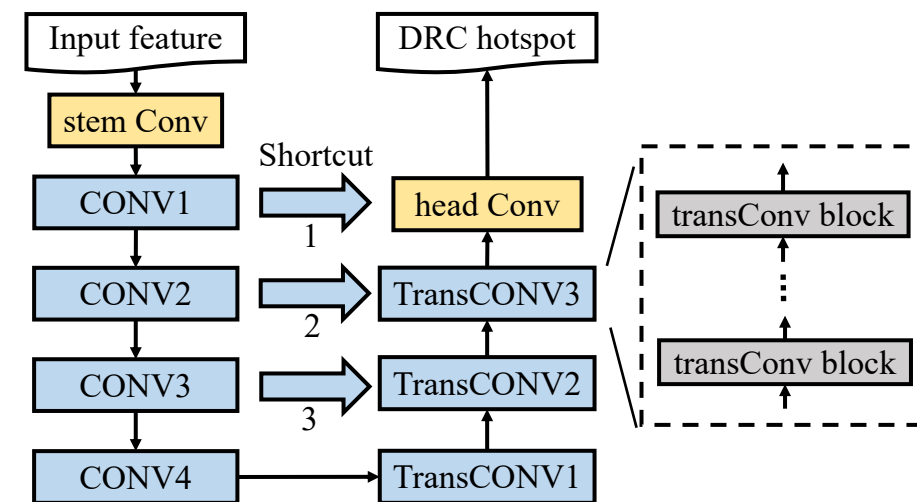 Input feature
stem Conv
CONV1
CONV2
CONV3
CONV4
Shortcut
1
2
3
DRC hotspot
head Conv
TransCONV3
TransCONV2
TransCONV1
transConv block
transConv block